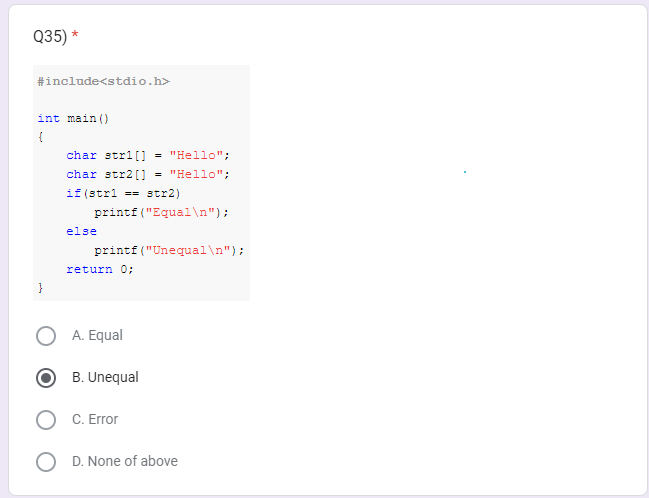 Q35) *
#include<stdio.h>
int main()
{
char str1[] = "Hello";
char str2[] = "Hello";
if(str1 == str2)
printf("Equal\n");
else
printf("Unequal\n");
return 0;
}
A. Equal
B. Unequal
C. Error
D. None of above